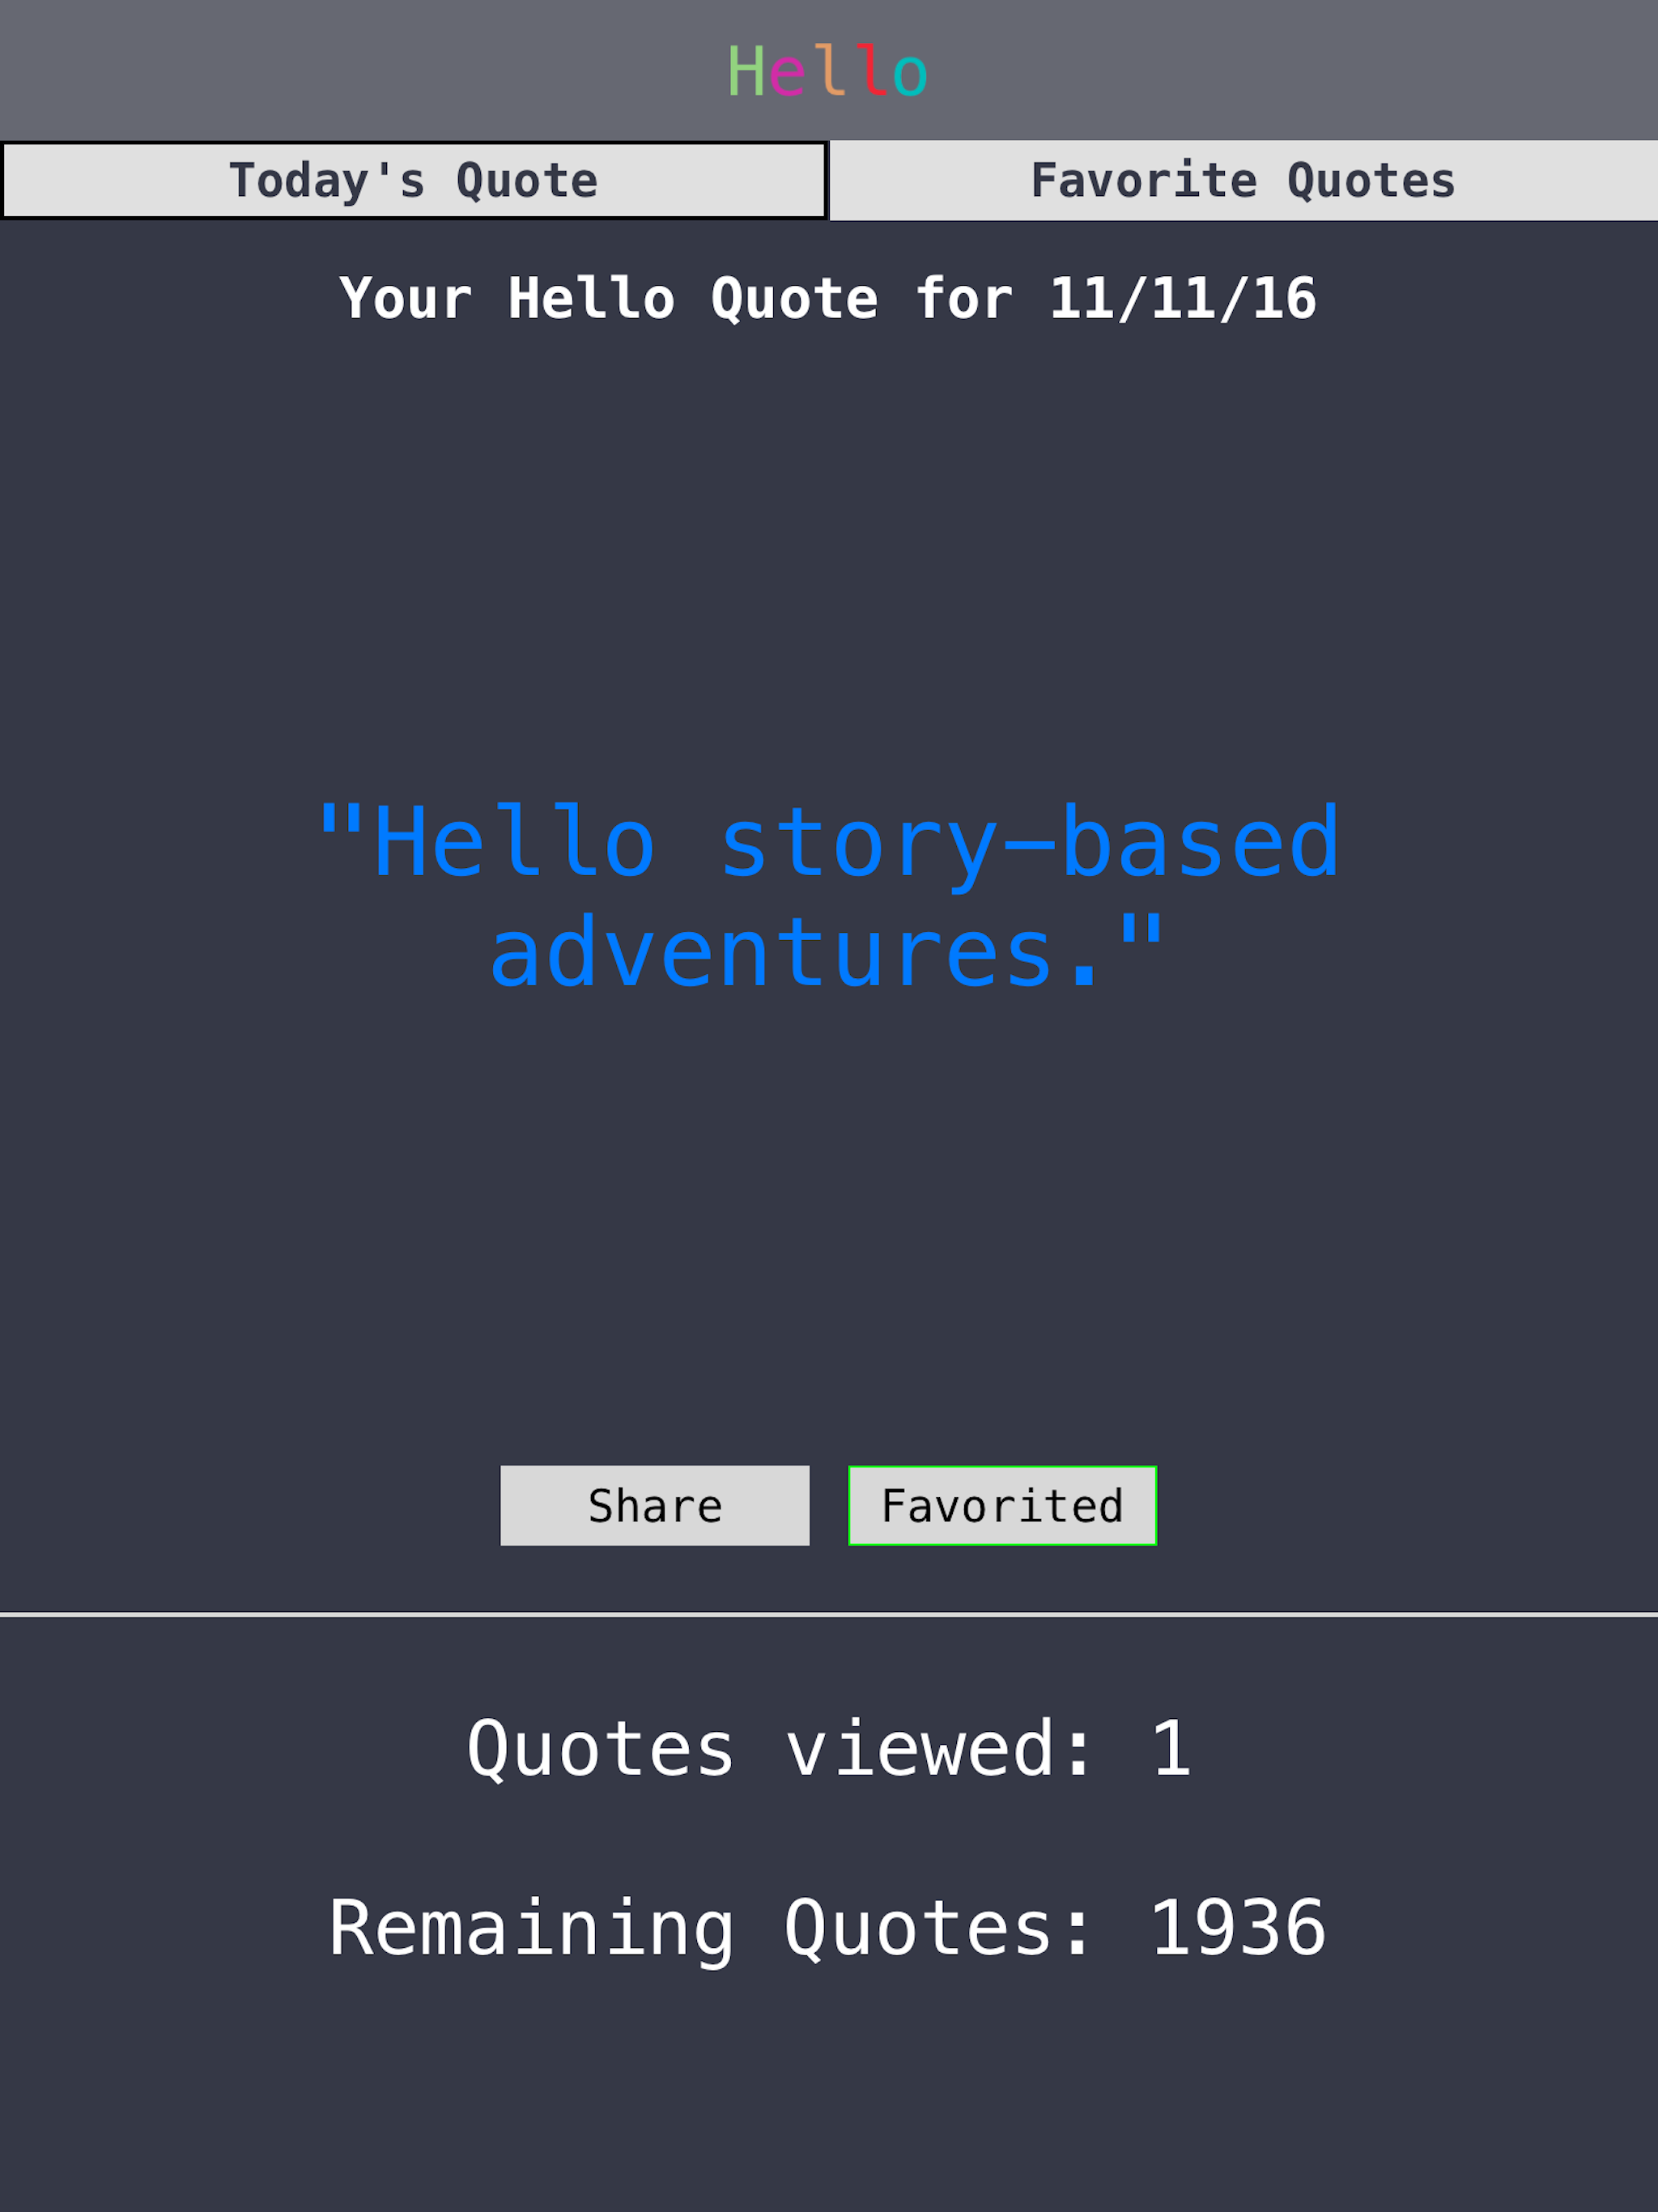 Hello
Today's Quote
Favorite Quotes
Your Hello Quote for 11/11/16
"Hello story-based
adventures."
Share
Favorited
Quotes viewed: 1
Remaining Quotes: 1936